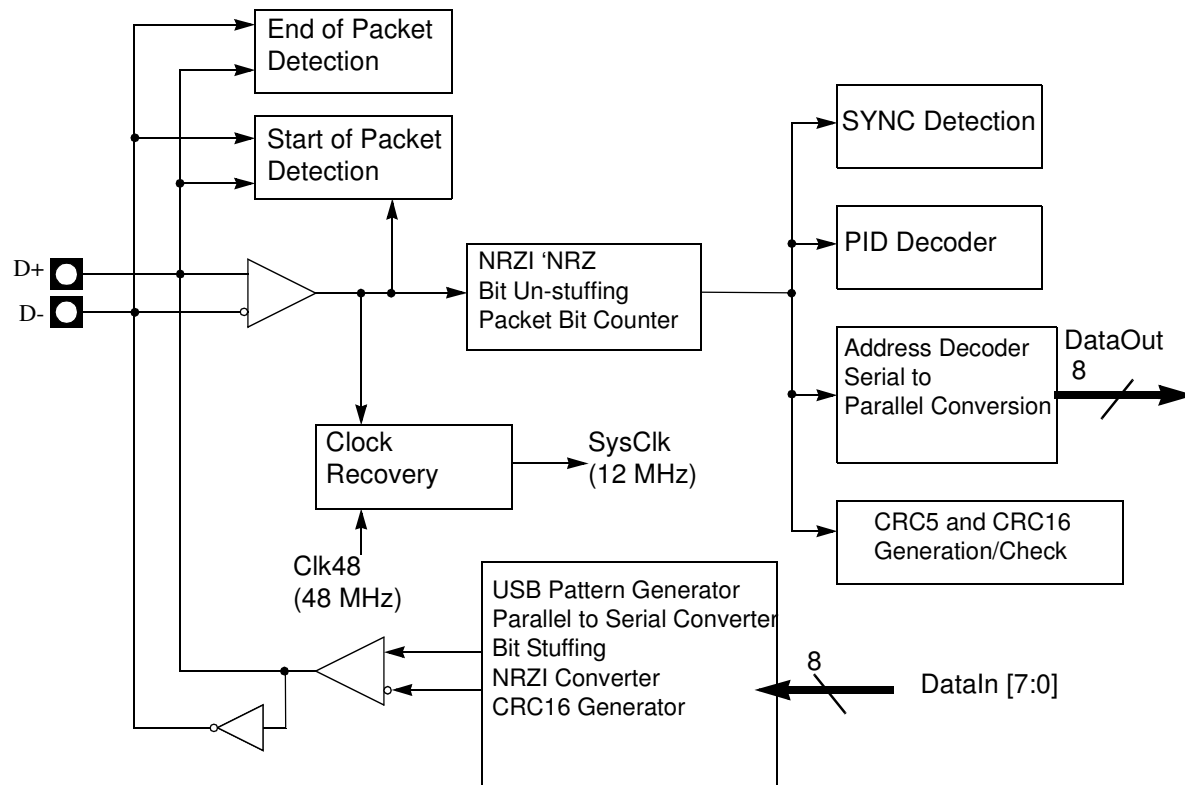 End of Packet
Detection
Start of Packet
Detection
SYNC Detection
PID Decoder
D+
D-
NRZI ‘NRZ
Bit Un-stuffing
Packet Bit Counter
Address Decoder
Serial to
Parallel Conversion
DataOut
8
Clock
Recovery
SysClk
(12 MHz)
CRC5 and CRC16
Generation/Check
Clk48
(48 MHz)
USB Pattern Generator
Parallel to Serial Converter
Bit Stuffing
NRZI Converter
CRC16 Generator
8
DataIn [7:0]